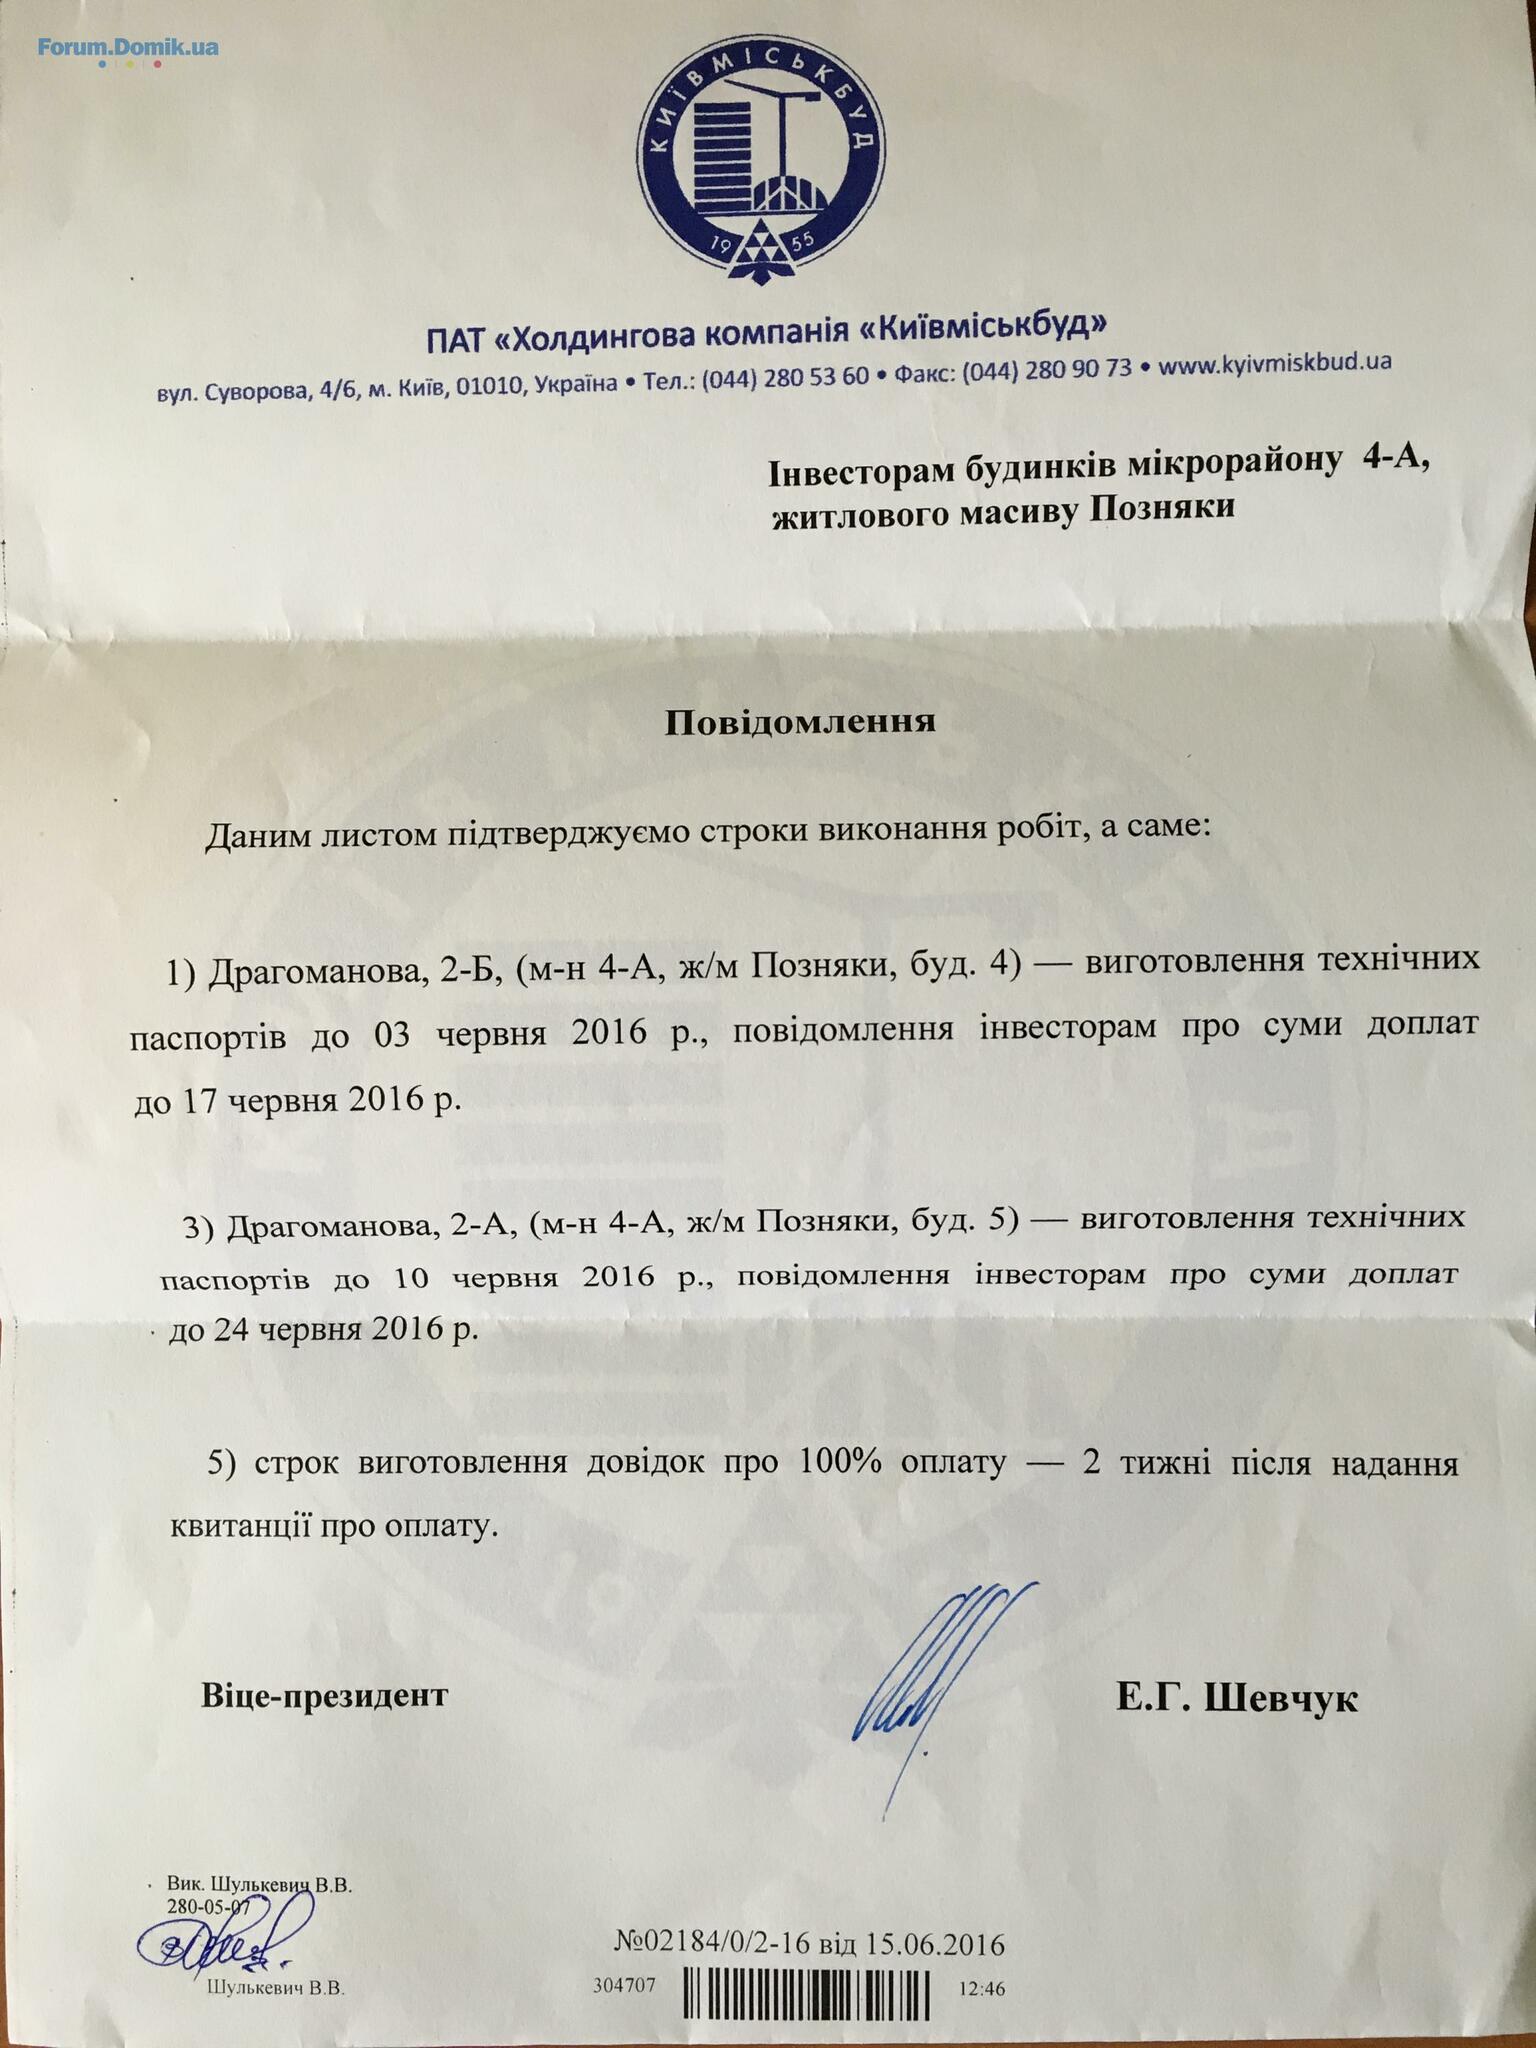 Forum.Domik.ua
КИЇВМІСЬКБУД
1955
ПАТ «Холдингова компанія «Київміськбуд»
вул. Суворова, 4/6, м. Київ, 01010, Україна • Тел.: (044) 280 53 60 • Факс: (044) 280 90 73 • www.kyivmiskbud.ua
Інвесторам будинків мікрорайону 4-А,
житлового масиву Позняки
Повідомлення
Даним листом підтверджуємо строки виконання робіт, а саме:
1) Драгоманова, 2-Б, (м-н 4-А, ж/м Позняки, буд. 4) — виготовлення технічних
паспортів до 03 червня 2016 р., повідомлення інвесторам про суми доплат
до 17 червня 2016 р.
3) Драгоманова, 2-А, (м-н 4-А, ж/м Позняки, буд. 5) — виготовлення технічних
паспортів до 10 червня 2016 р., повідомлення інвесторам про суми доплат
до 24 червня 2016 р.
5) строк виготовлення довідок про 100% оплату — 2 тижні після надання
квитанції про оплату.
Віце-президент Е.Г. Шевчук
Вик. Шулькевич В.В.
280-05-07
Шулькевич В.В.
№02184/0/2-16 від 15.06.2016
304707 12:46